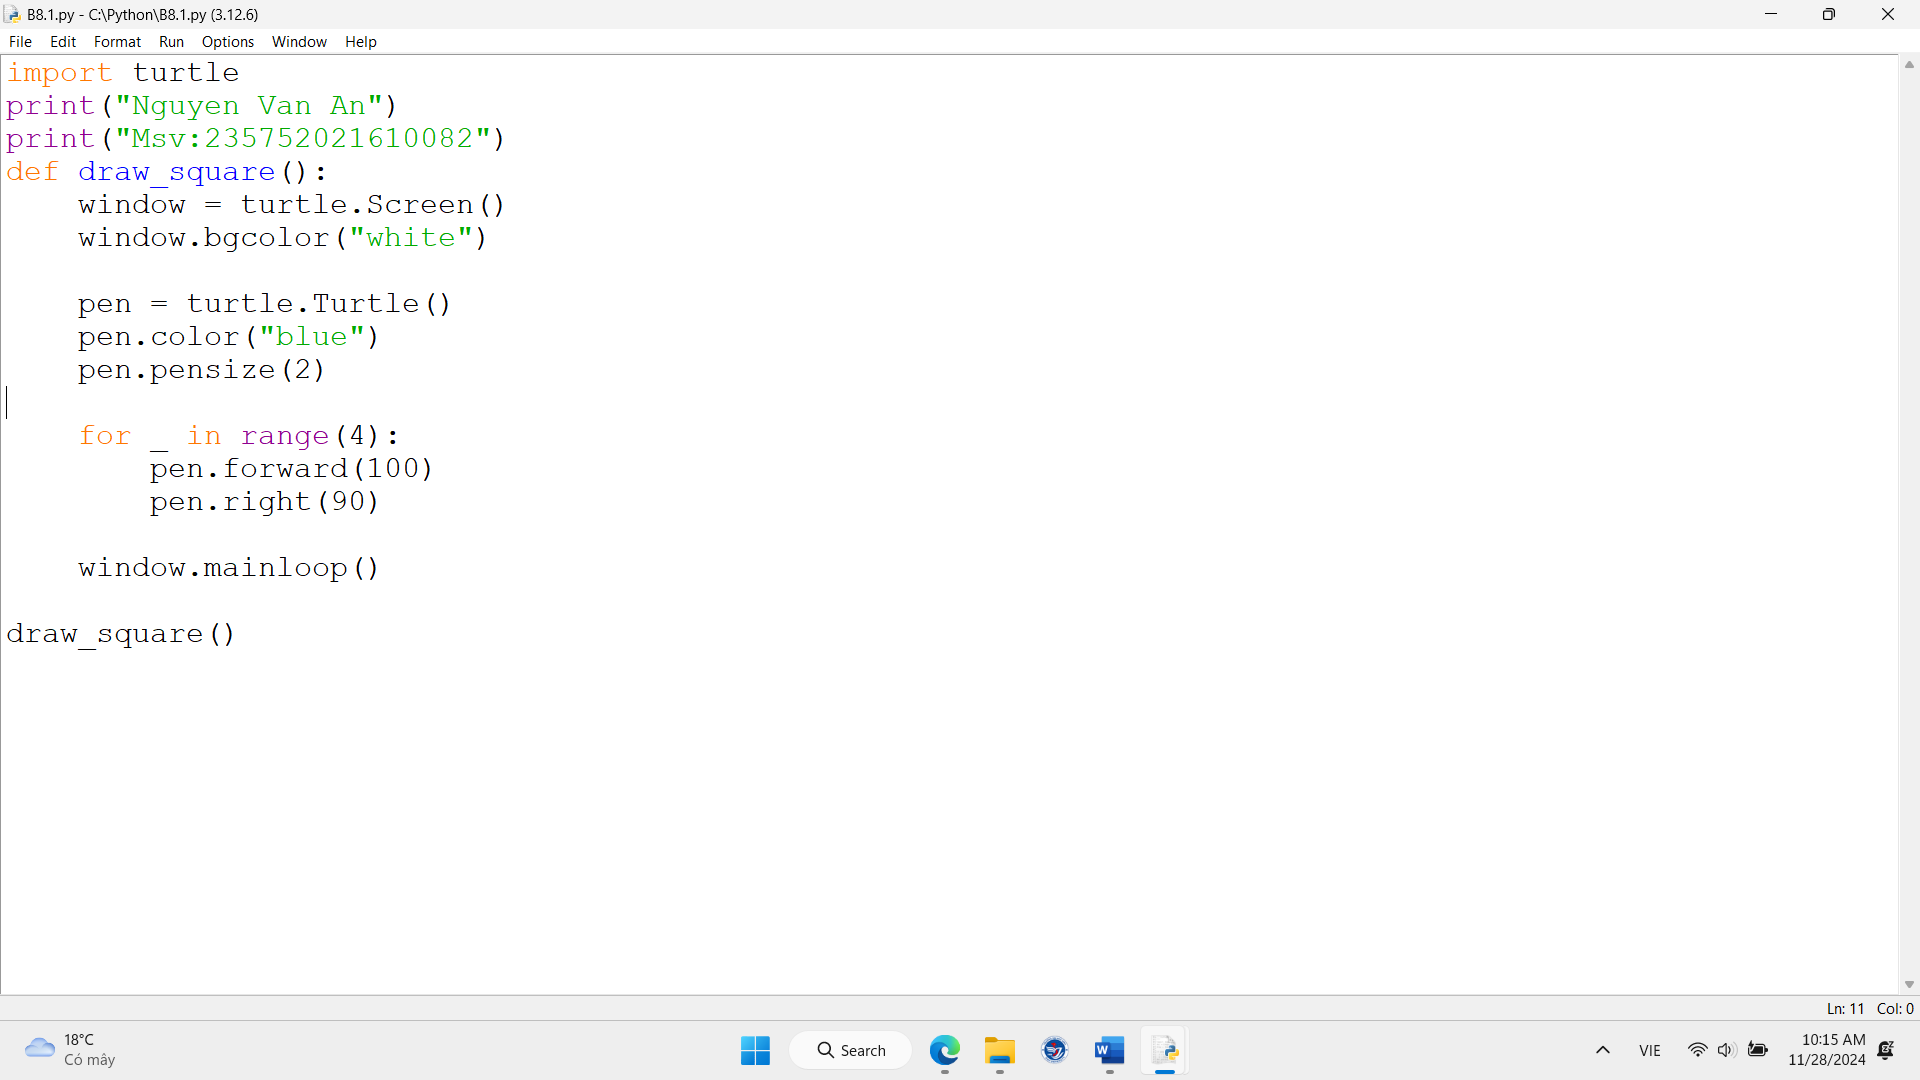 B8.1.py - C:\Python\B8.1.py (3.12.6)
File Edit Format Run Options Window Help
import turtle
print("Nguyen Van An")
print("Msv:235752021610082")
def draw_square():
    window = turtle.Screen()
    window.bgcolor("white")

    pen = turtle.Turtle()
    pen.color("blue")
    pen.pensize(2)

    for _ in range(4):
        pen.forward(100)
        pen.right(90)

    window.mainloop()

draw_square()
Ln: 11 Col: 0
18°C
Có mây
Search
VIE
10:15 AM
11/28/2024